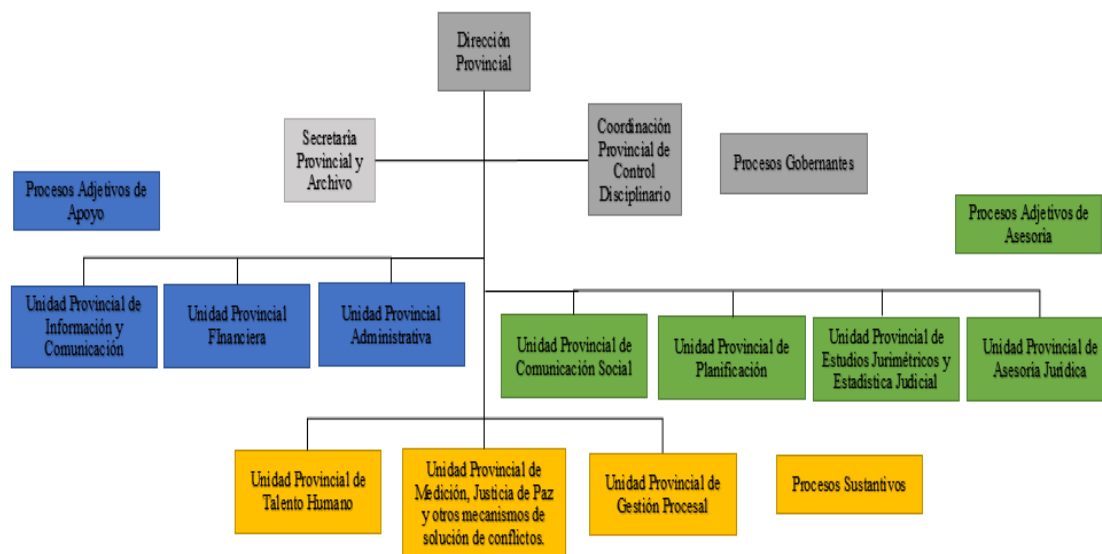 Dirección
Provincial
Secretaria
Provincial y
Archivo
Coordinación
Provincial de
Control
Disciplinario
Procesos Gobernantes
Procesos Adjetivos de
Apoyo
Procesos Adjetivos de
Asesoría
Unidad Provincial de
Información y
Comunicación
Unidad Provincial
FInanciera
Unidad Provincial
Administrativa
Unidad Provincial de
Comunicación Social
Unidad Provincial de
Planificación
Unidad Provincial de
Estudios Jurimétricos y
Estadística Judicial
Unidad Provincial de
Asesoría Jurídica
Unidad Provincial de
Talento Humano
Unidad Provincial de
Medición, Justicia de Paz
y otros mecanismos de
solución de conflictos.
Unidad Provincial de
Gestión Procesal
Procesos Sustantivos